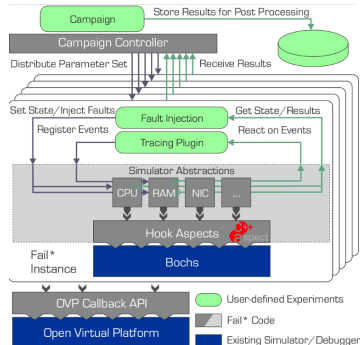 Campaign
Store Results for Post Processing
Campaign Controller
Distribute Parameter Set
Receive Results
Set State/Inject Faults
Get State/Results
Fault Injection
Register Events
React on Events
Tracing Plugin
Simulator Abstractions
CPU
RAM
NIC
...
Hook Aspects
Bochs
Fail*
Instance
OVP Callback API
Open Virtual Platform
User-defined Experiments
Fail* Code
Existing Simulator/Debugger